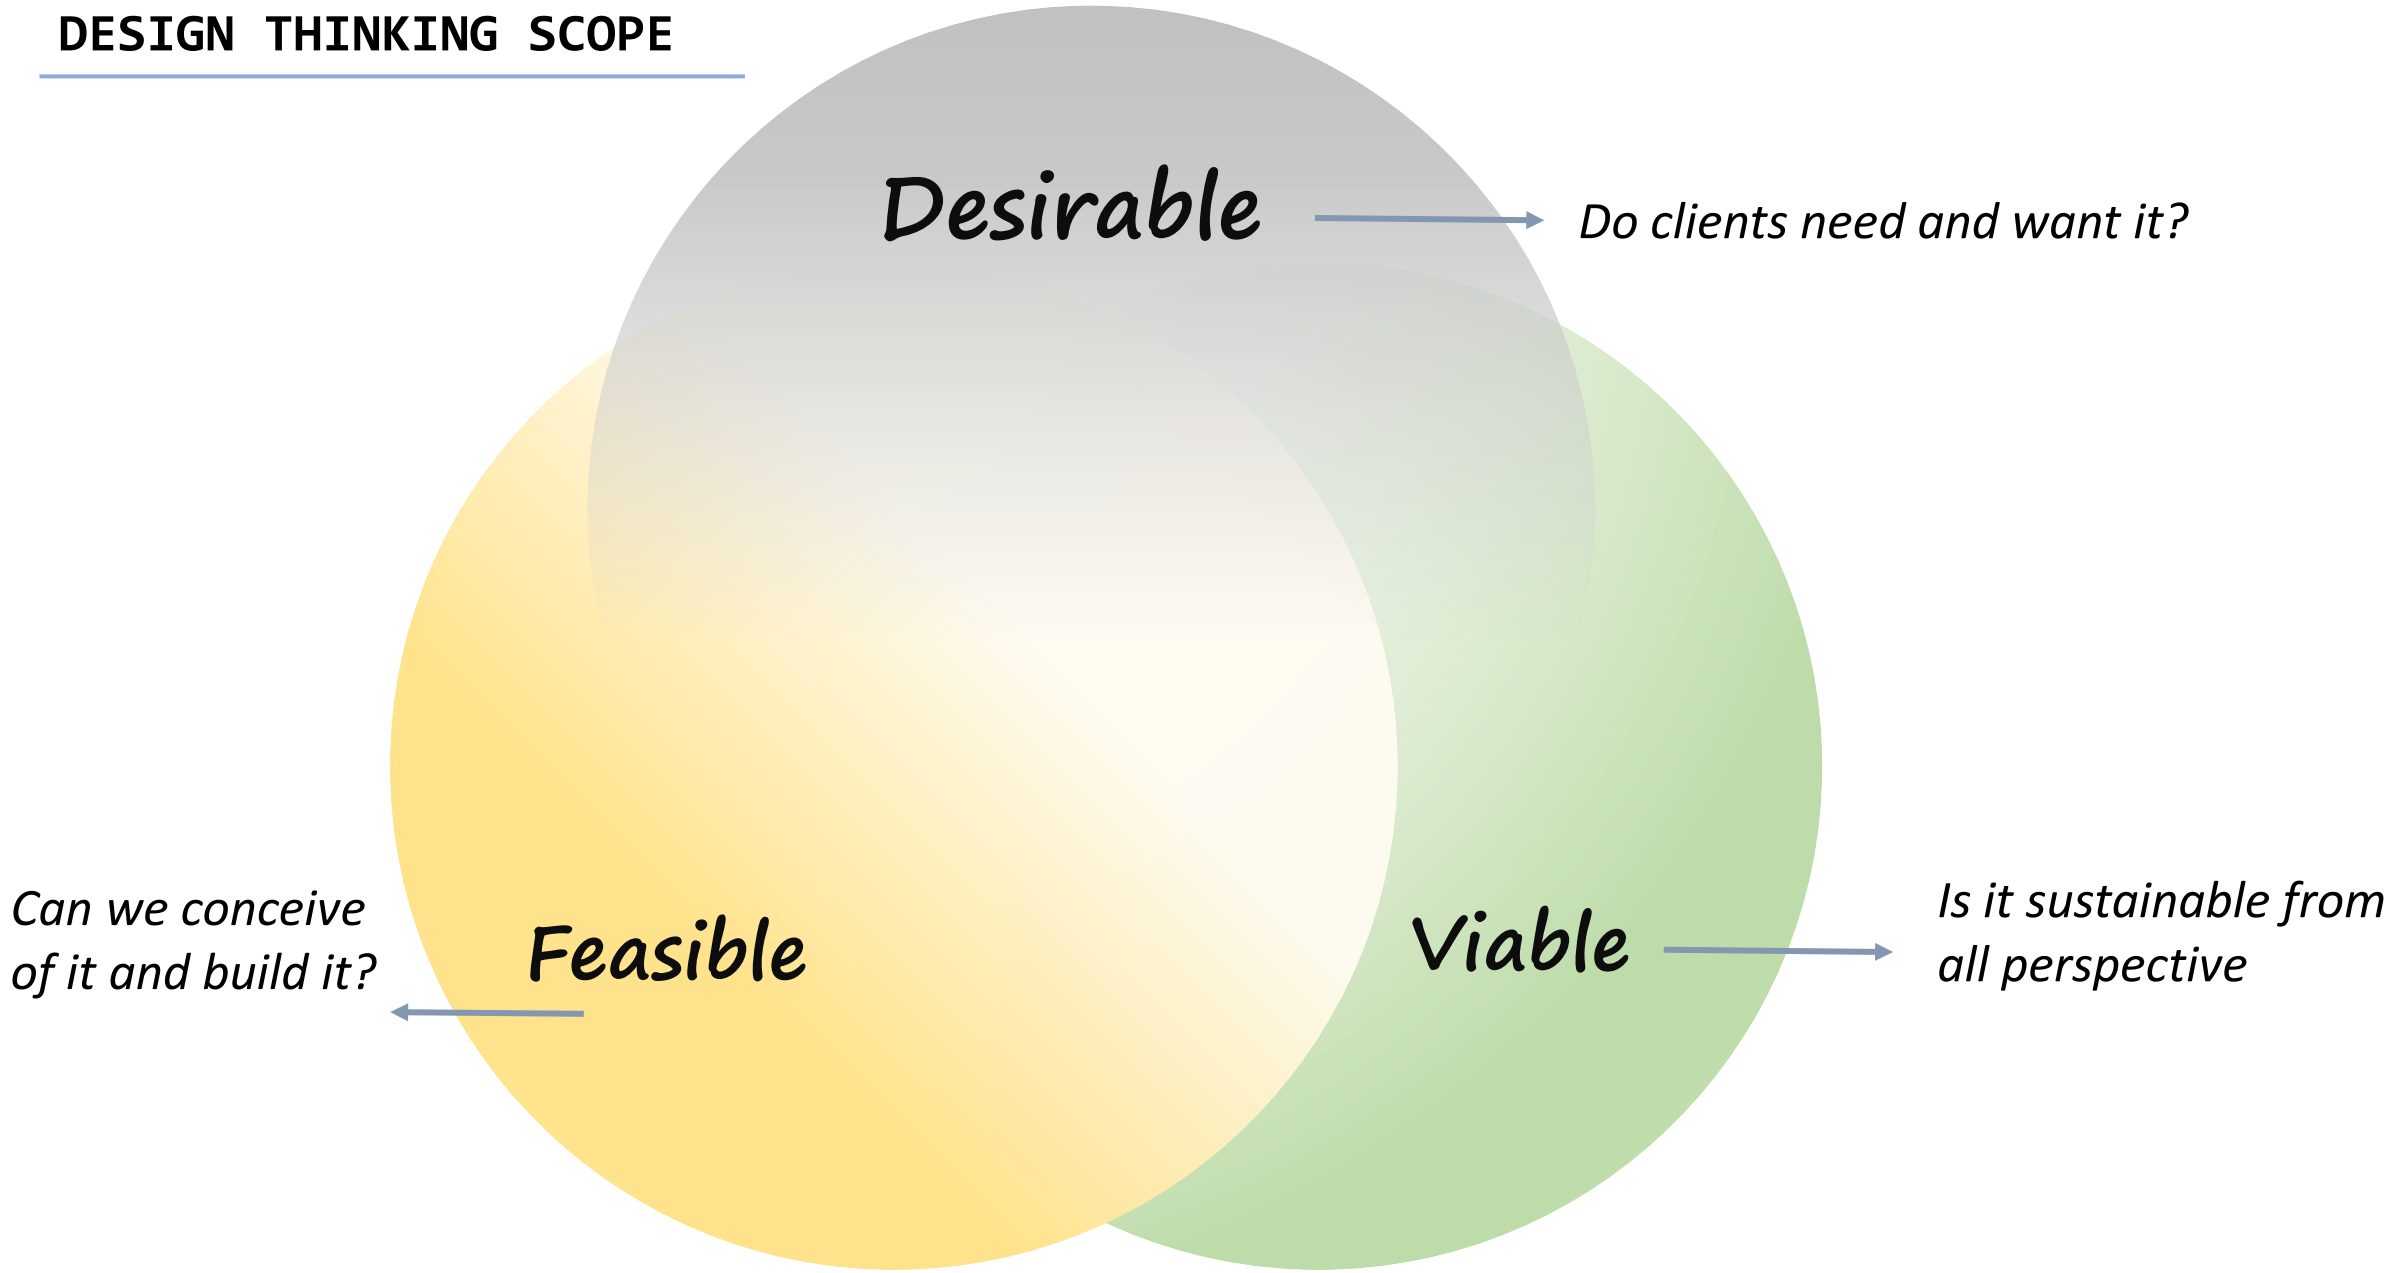 DESIGN THINKING SCOPE
Desirable
Do clients need and want it?
Can we conceive
of it and build it?
Feasible
Viable
Is it sustainable from
all perspective